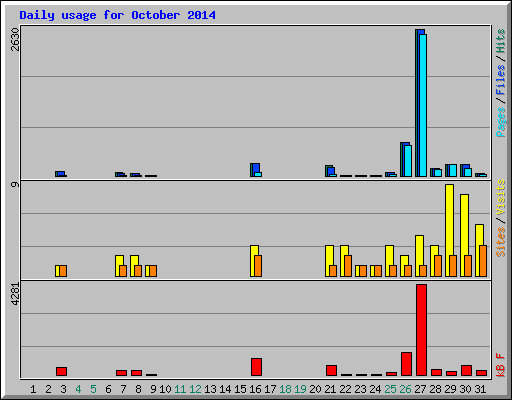 Daily usage for October 2014
2630
Pages/Files/Hits
9
Sites/Visits
4281
kB F
1 2 3 4 5 6 7 8 9 10 11 12 13 14 15 16 17 18 19 20 21 22 23 24 25 26 27 28 29 30 31